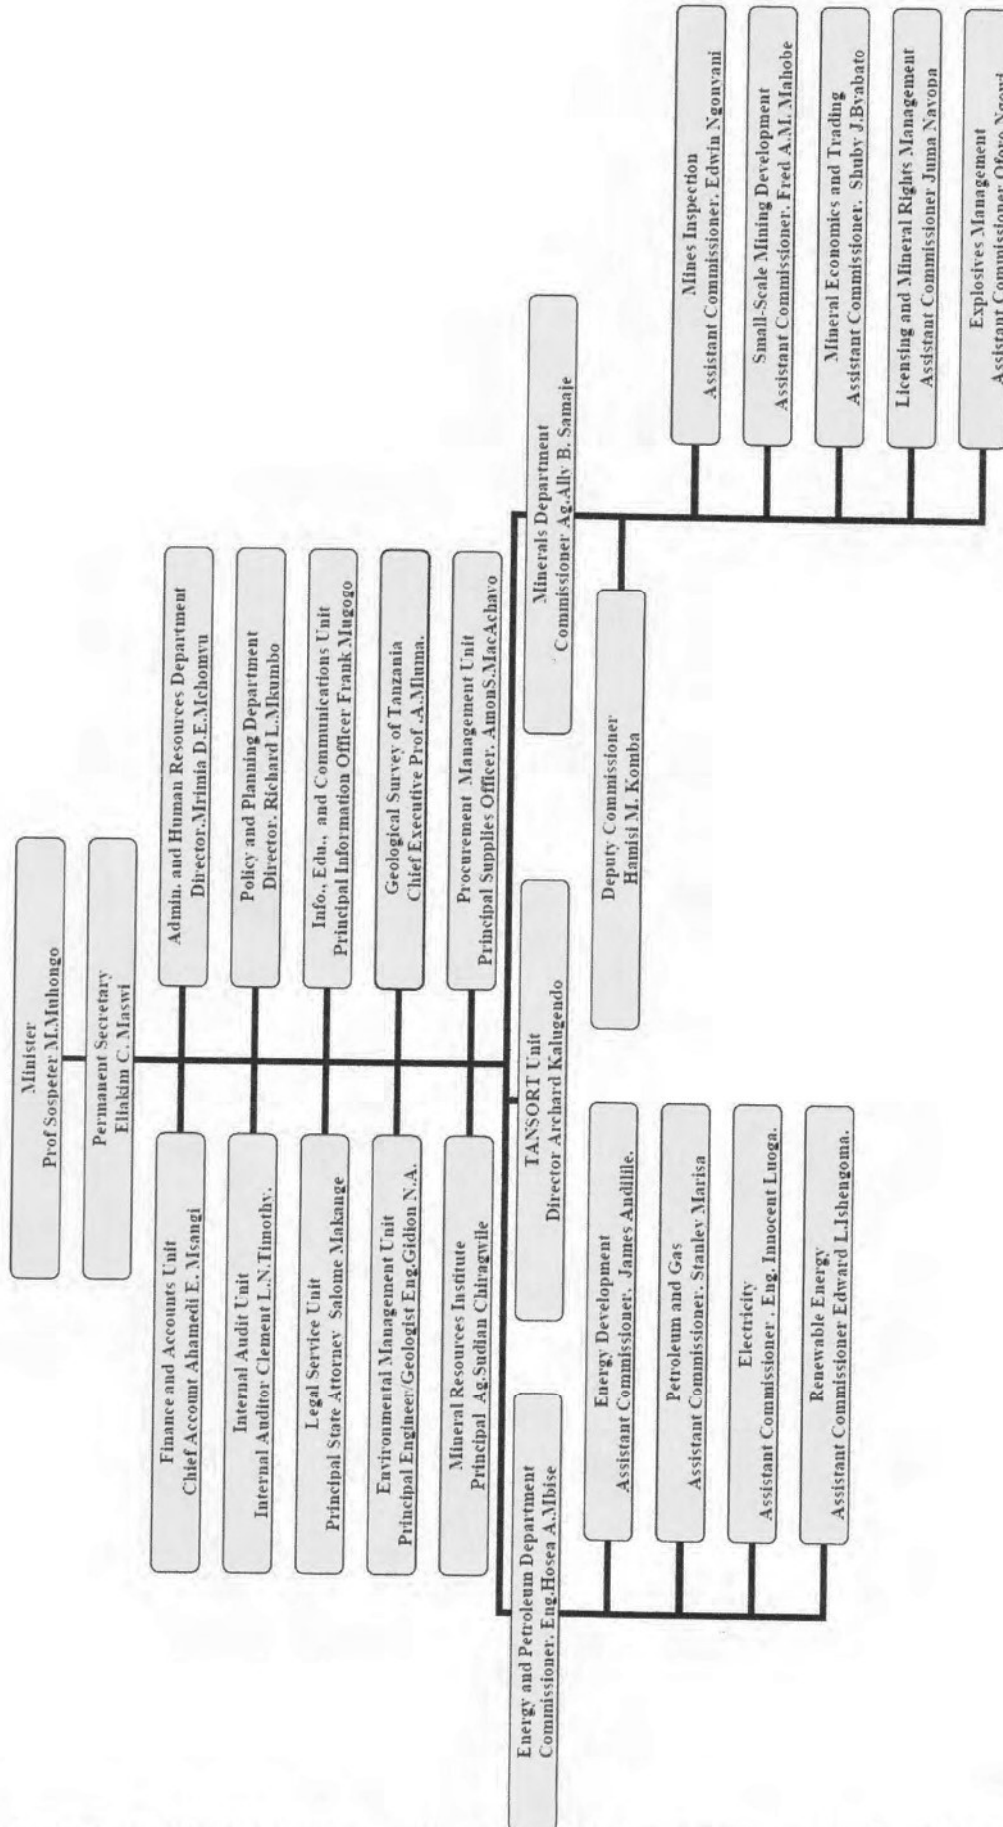 Minister
Prof Sospeter M.Muhongo
Permanent Secretary
Eliakim C. Maswi
Finance and Accounts Unit
Chief Account Ahamedi E. Msangi
Admin. and Human Resources Department
Director.Mrimia D.E.Mchomvu
Internal Audit Unit
Internal Auditor Clement L.N.Timothy.
Policy and Planning Department
Director. Richard L.Mkumbo
Legal Service Unit
Principal State Attorney Salome Makange
Info., Edu., and Communications Unit
Principal Information Officer Frank Mugogo
Environmental Management Unit
Principal Engineer/Geologist Eng.Gidion N.A.
Geological Survey of Tanzania
Chief Executive Prof .A.Mluma.
Mineral Resources Institute
Principal Ag.Sudian Chiragwile
Procurement Management Unit
Principal Supplies Officer. AmonS.MacAchavo
Energy and Petroleum Department
Commissioner. Eng.Hosea A.Mbise
TANSORT Unit
Director Archard Kalugendo
Minerals Department
Commissioner Ag.Ally B. Samaje
Energy Development
Assistant Commissioner. James Andilile.
Petroleum and Gas
Assistant Commissioner. Stanley Marisa
Electricity
Assistant Commissioner . Eng. Innocent Luoga.
Renewable Energy
Assistant Commissioner Edward L.Ishengoma.
Deputy Commissioner
Hamisi M. Komba
Mines Inspection
Assistant Commissioner. Edwin Ngonyani
Small-Scale Mining Development
Assistant Commissioner. Fred A.M. Mahobe
Mineral Economics and Trading
Assistant Commissioner. Shuby J.Byabato
Licensing and Mineral Rights Management
Assistant Commissioner Juma Navopa
Explosives Management
Assistant Commissioner